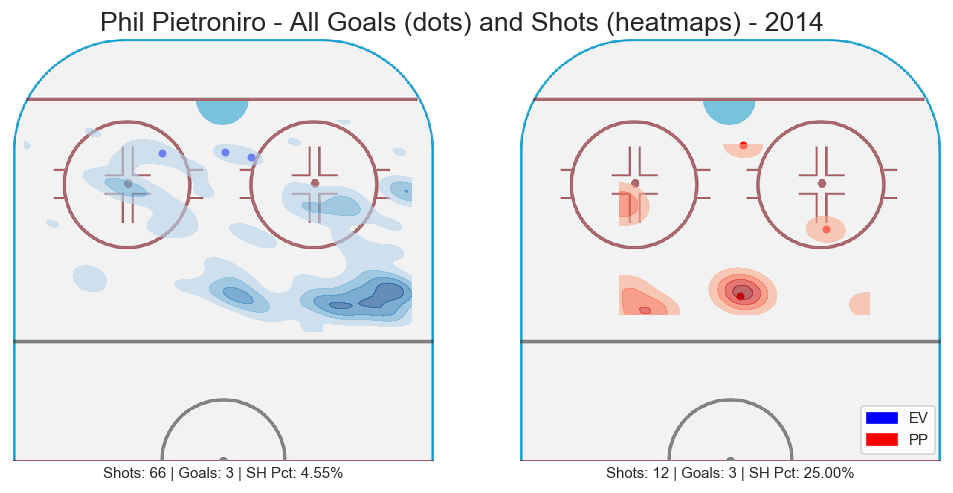 Phil Pietroniro - All Goals (dots) and Shots (heatmaps) - 2014
EV
PP
Shots: 66 | Goals: 3 | SH Pct: 4.55%
Shots: 12 | Goals: 3 | SH Pct: 25.00%